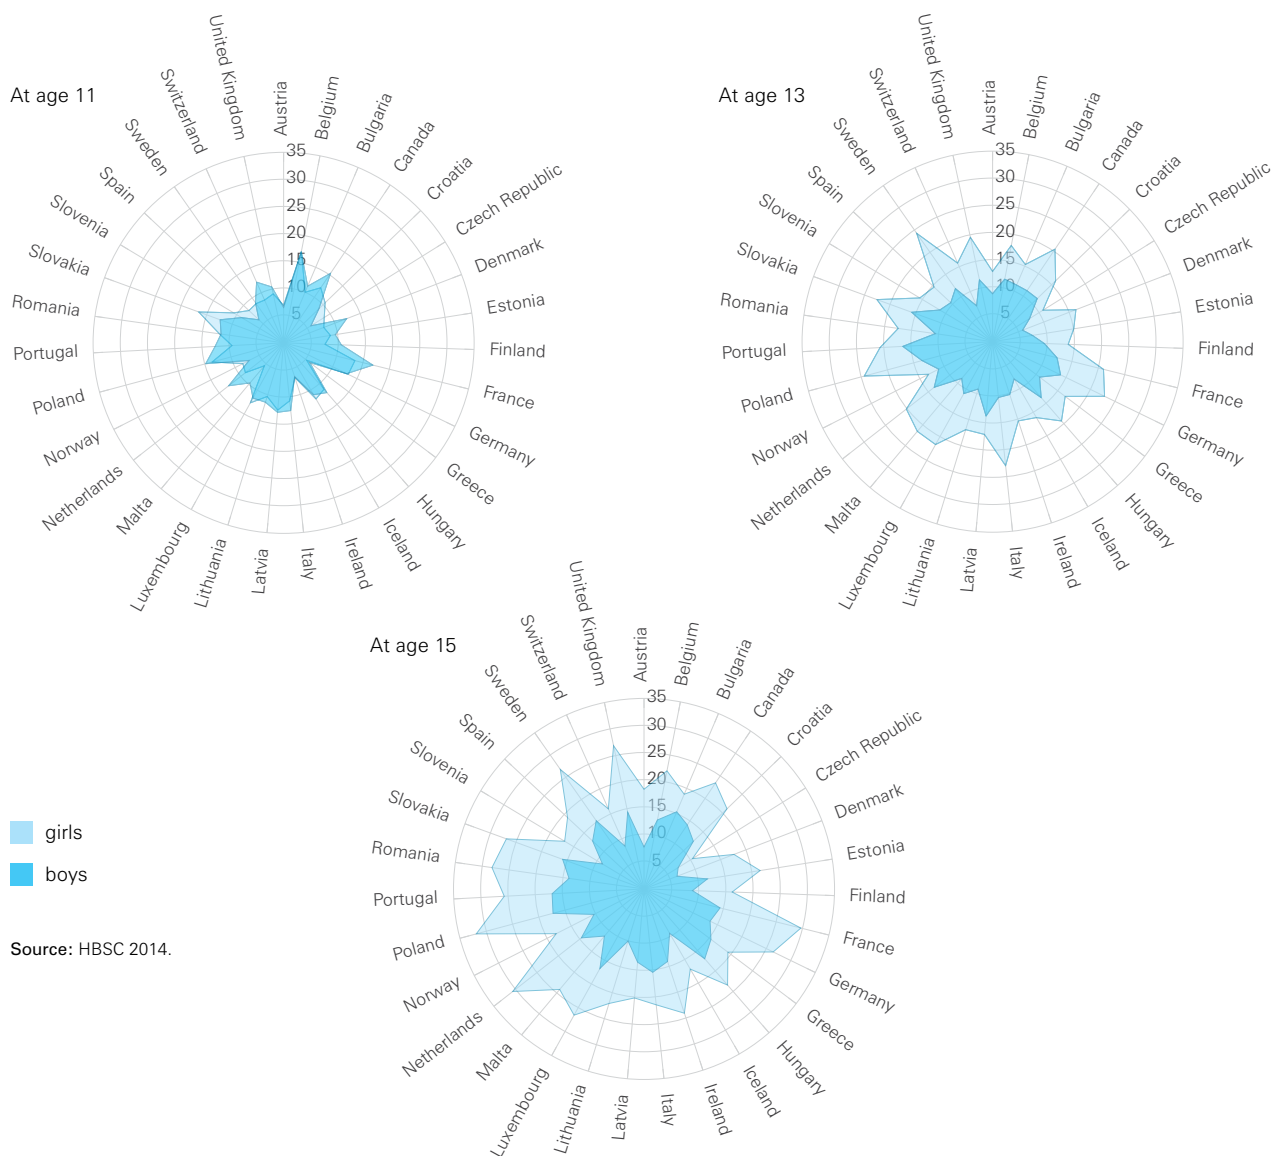 At age 11
Austria
Belgium
Bulgaria
Canada
Croatia
Czech Republic
Denmark
Estonia
Finland
France
Germany
Greece
Hungary
Iceland
Ireland
Italy
Latvia
Lithuania
Luxembourg
Malta
Netherlands
Norway
Poland
Portugal
Romania
Slovakia
Slovenia
Spain
Sweden
Switzerland
United Kingdom
35
30
25
20
15
10
5
At age 13
Austria
Belgium
Bulgaria
Canada
Croatia
Czech Republic
Denmark
Estonia
Finland
France
Germany
Greece
Hungary
Iceland
Ireland
Italy
Latvia
Lithuania
Luxembourg
Malta
Netherlands
Norway
Poland
Portugal
Romania
Slovakia
Slovenia
Spain
Sweden
Switzerland
United Kingdom
35
30
25
20
15
10
5
At age 15
Austria
Belgium
Bulgaria
Canada
Croatia
Czech Republic
Denmark
Estonia
Finland
France
Germany
Greece
Hungary
Iceland
Ireland
Italy
Latvia
Lithuania
Luxembourg
Malta
Netherlands
Norway
Poland
Portugal
Romania
Slovakia
Slovenia
Spain
Sweden
Switzerland
United Kingdom
35
30
25
20
15
10
5
girls
boys
Source: HBSC 2014.